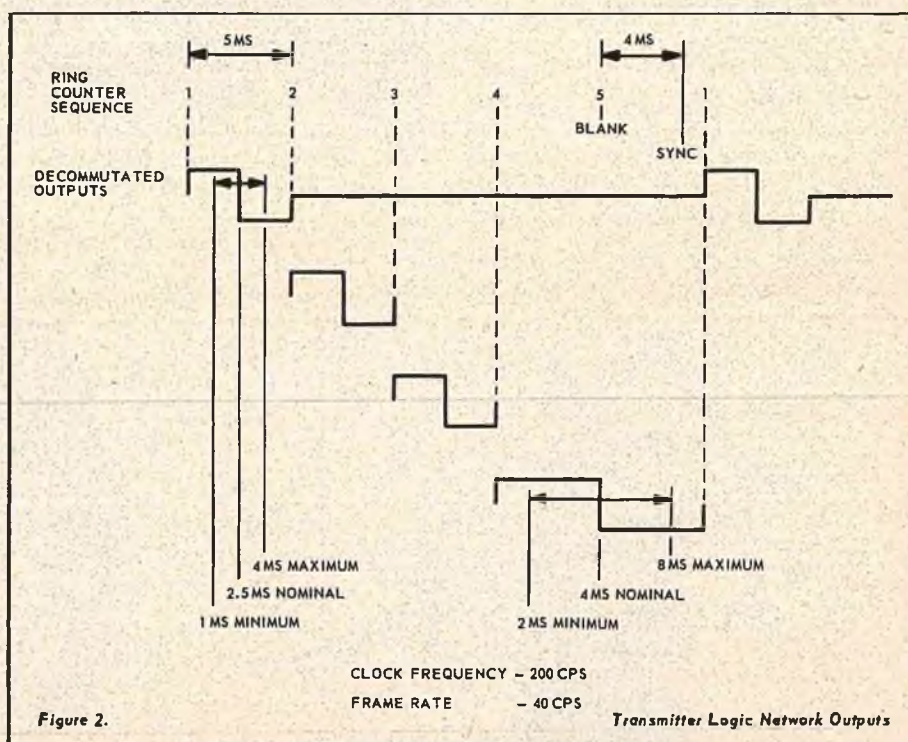 5 MS
4 MS
RING
COUNTER
SEQUENCE
1 2 3 4 5 1
BLANK
SYNC
DECOMMUTATED
OUTPUTS
4 MS MAXIMUM
2.5 MS NOMINAL
1 MS MINIMUM
8 MS MAXIMUM
4 MS NOMINAL
2 MS MINIMUM
CLOCK FREQUENCY – 200 CPS
FRAME RATE – 40 CPS
Figure 2. Transmitter Logic Network Outputs